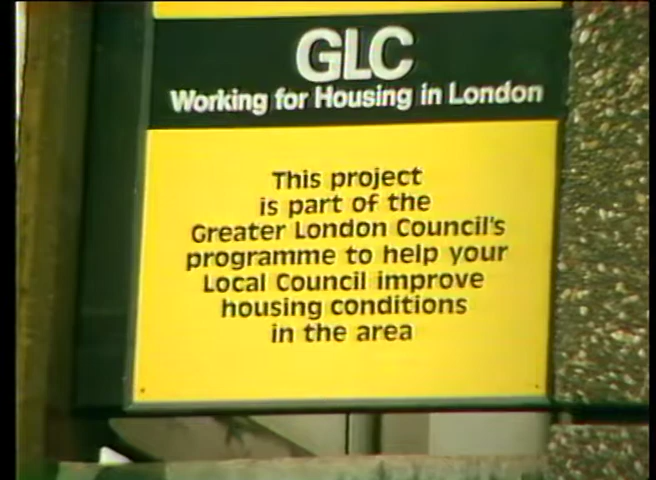 GLC
Working for Housing in London
This project
is part of the
Greater London Council's
programme to help your
Local Council improve
housing conditions
in the area